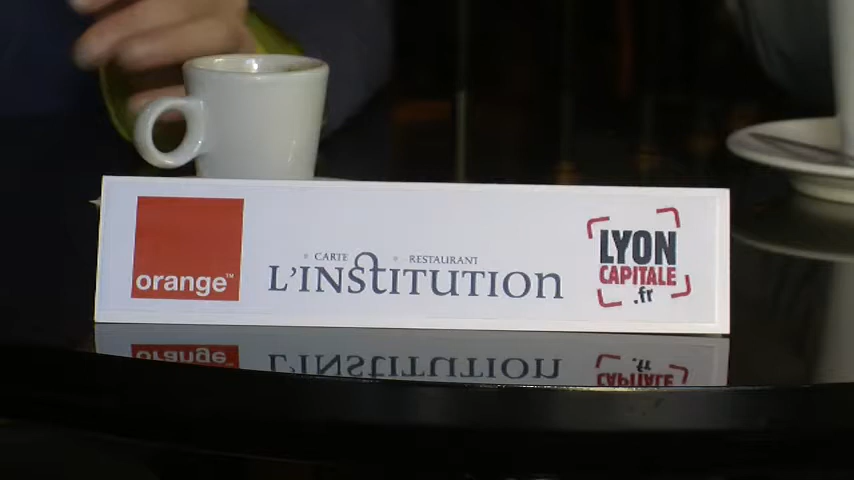 orange™
CARTE RESTAURANT
L'INSTITUTION
LYON
CAPITALE
.fr